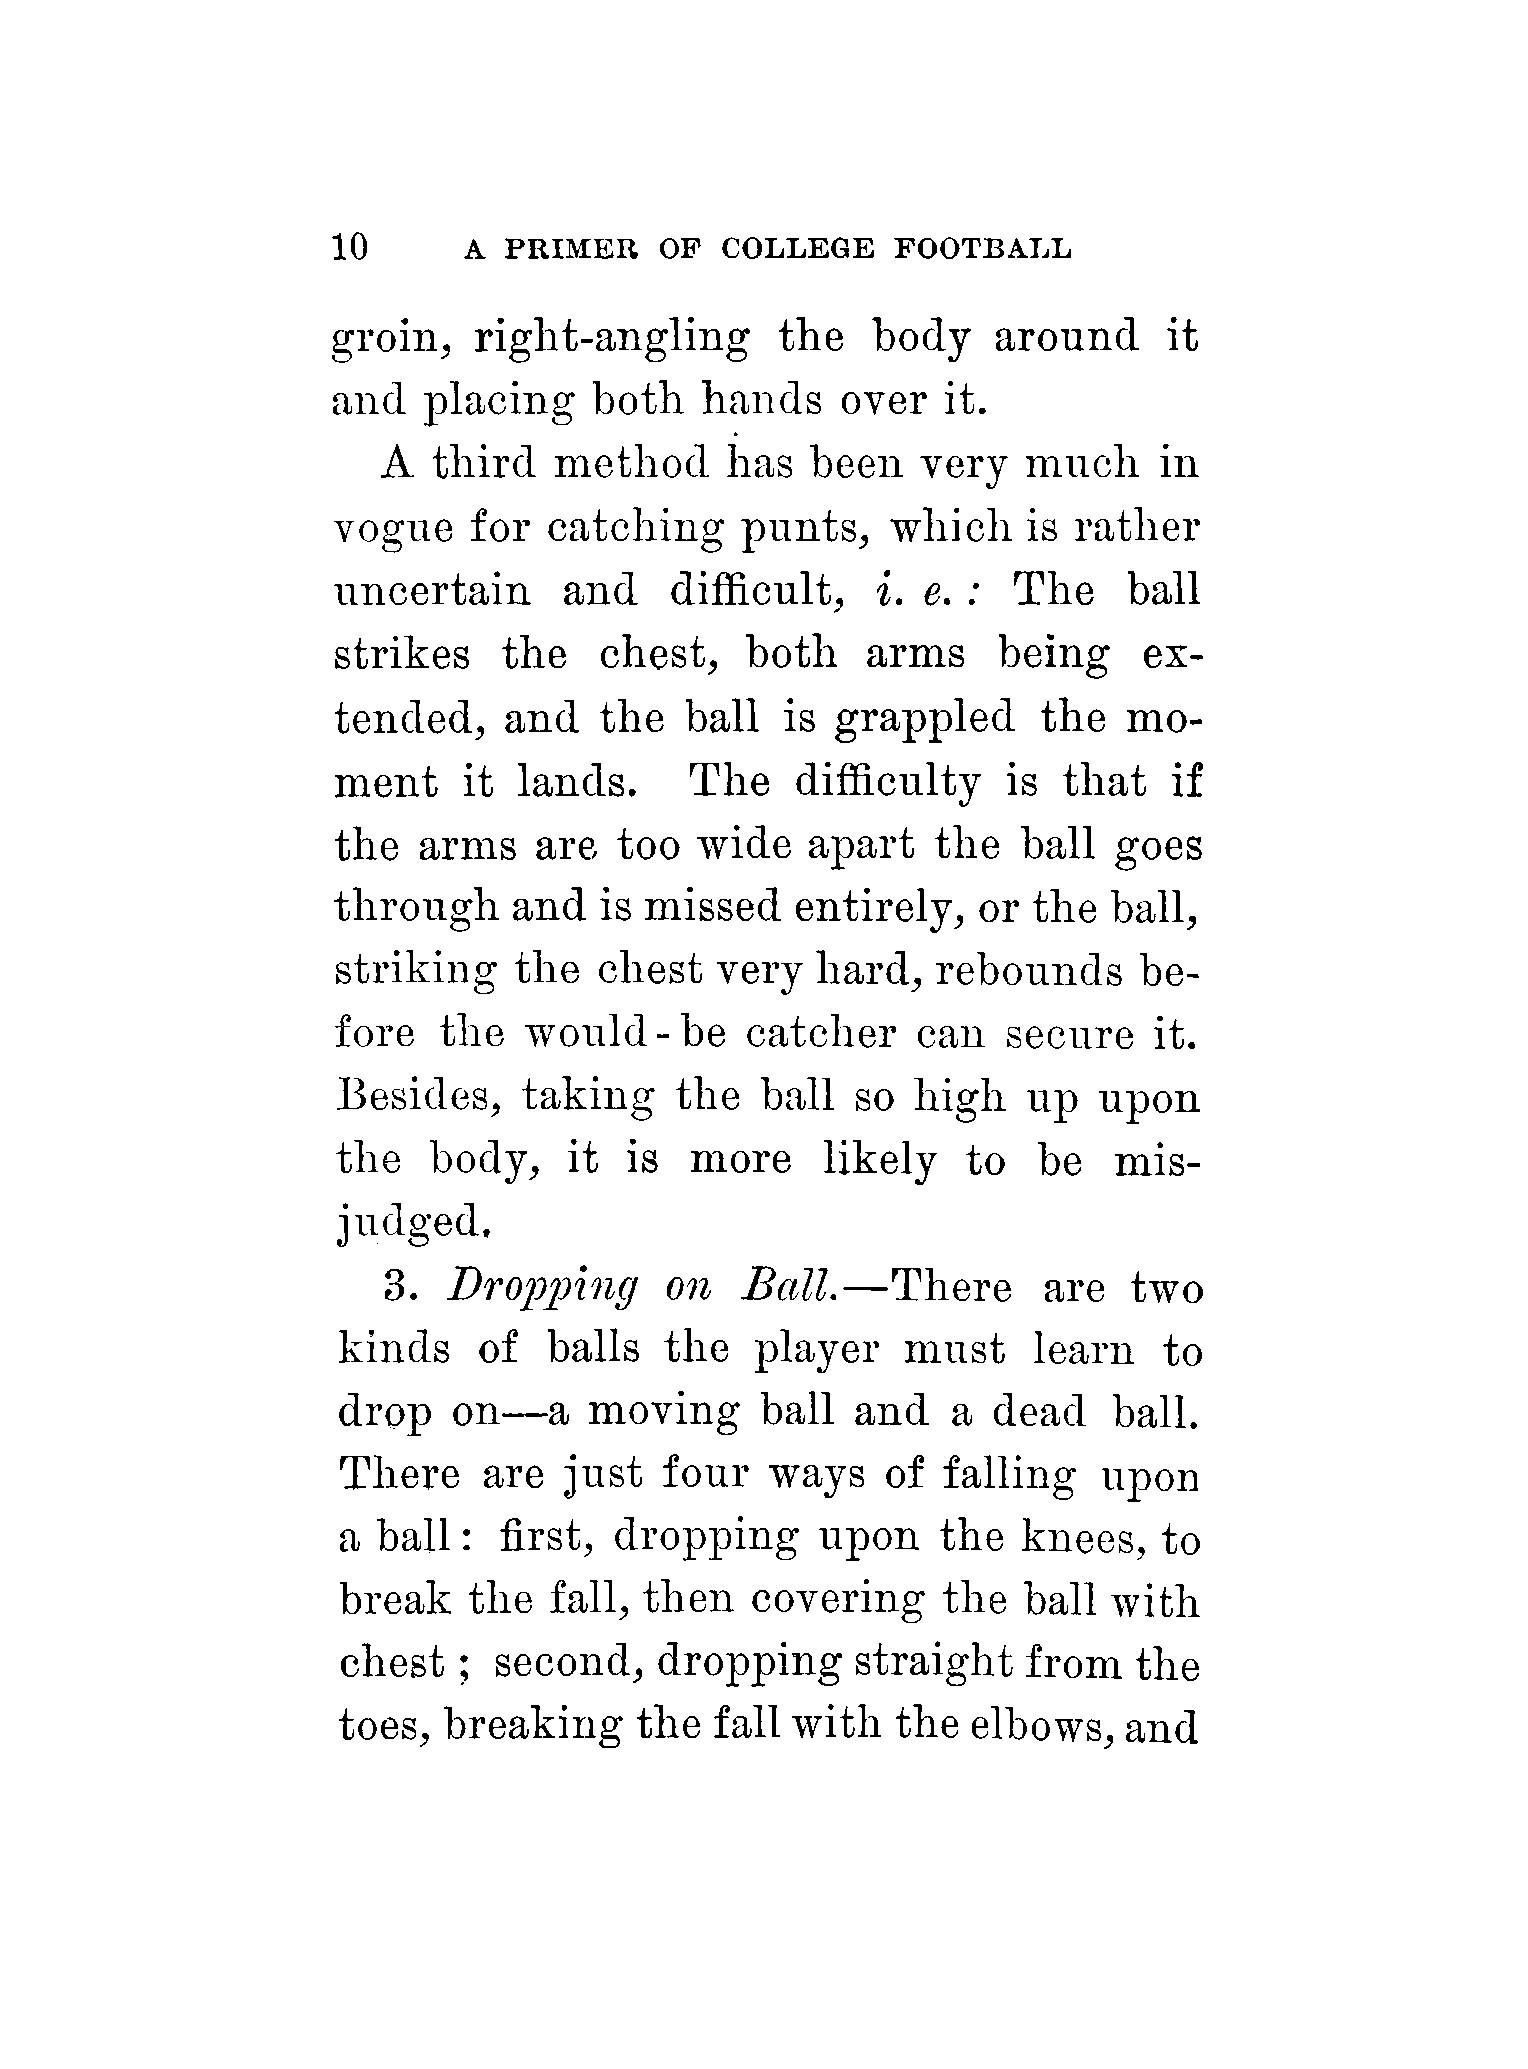 10 A PRIMER OF COLLEGE FOOTBALL
groin, right-angling the body around it
and placing both hands over it.
A third method has been very much in
vogue for catching punts, which is rather
uncertain and difficult, i. e. : The ball
strikes the chest, both arms being ex-
tended, and the ball is grappled the mo-
ment it lands. The difficulty is that if
the arms are too wide apart the ball goes
through and is missed entirely, or the ball,
striking the chest very hard, rebounds be-
fore the would-be catcher can secure it.
Besides, taking the ball so high up upon
the body, it is more likely to be mis-
judged.
3. Dropping on Ball.—There are two
kinds of balls the player must learn to
drop on—a moving ball and a dead ball.
There are just four ways of falling upon
a ball: first, dropping upon the knees, to
break the fall, then covering the ball with
chest ; second, dropping straight from the
toes, breaking the fall with the elbows, and